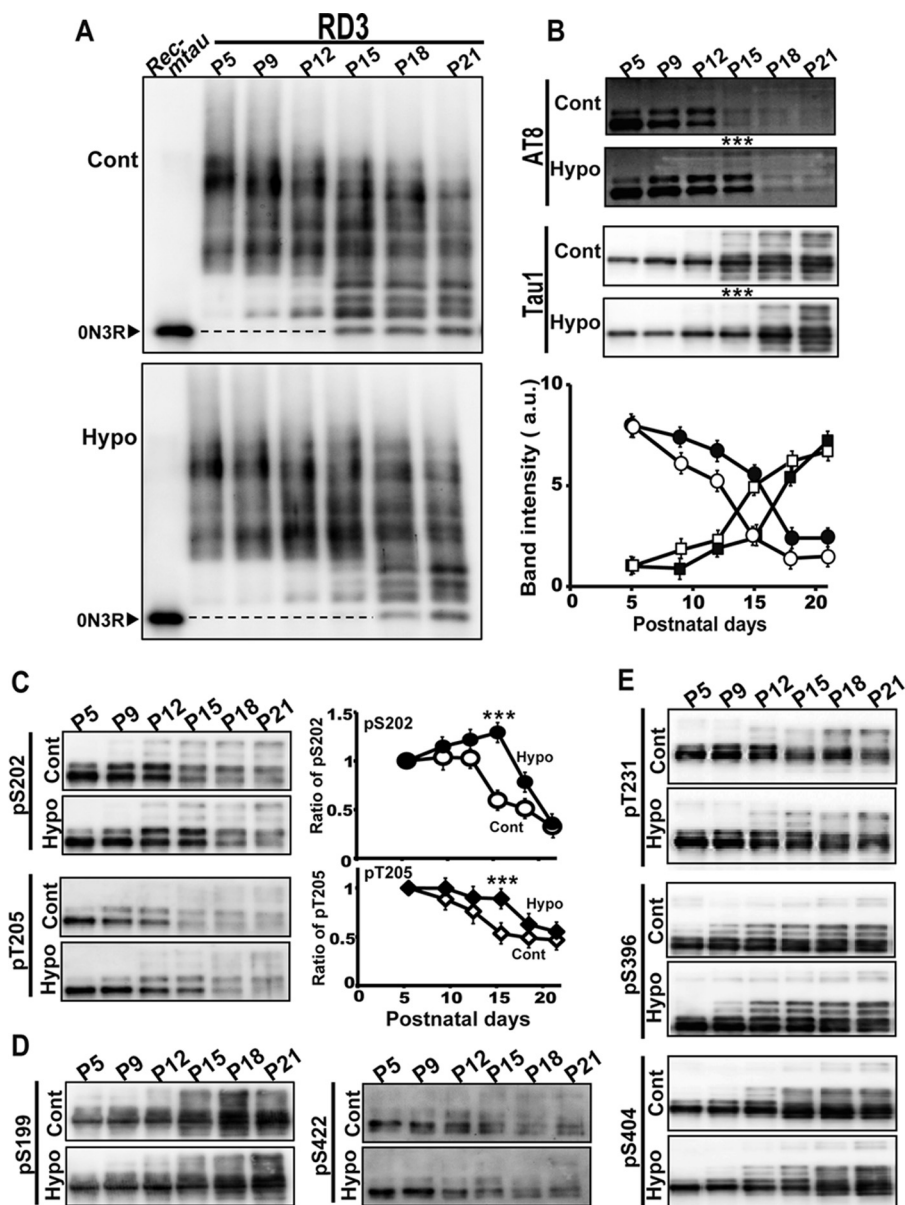 A
RD3
Rec-mtau
P5 P9 P12 P15 P18 P21
Cont
0N3R
Hypo
0N3R
B
P5 P9 P12 P15 P18 P21
AT8
Cont
***
Hypo
Tau1
Cont
***
Hypo
10
5
0
Band intensity ( a.u.)
0 5 10 15 20
Postnatal days
C
P5 P9 P12 P15 P18 P21
pS202
Cont
Hypo
pT205
Cont
Hypo
1.5
1
0.5
0
Ratio of pS202
pS202
***
Hypo
Cont
1
0.5
0
Ratio of pT205
pT205
***
Hypo
Cont
0 5 10 15 20
Postnatal days
D
P5 P9 P12 P15 P18 P21
pS199
Cont
Hypo
P5 P9 P12 P15 P18 P21
pS422
Cont
Hypo
E
P5 P9 P12 P15 P18 P21
pT231
Cont
Hypo
pS396
Cont
Hypo
pS404
Cont
Hypo